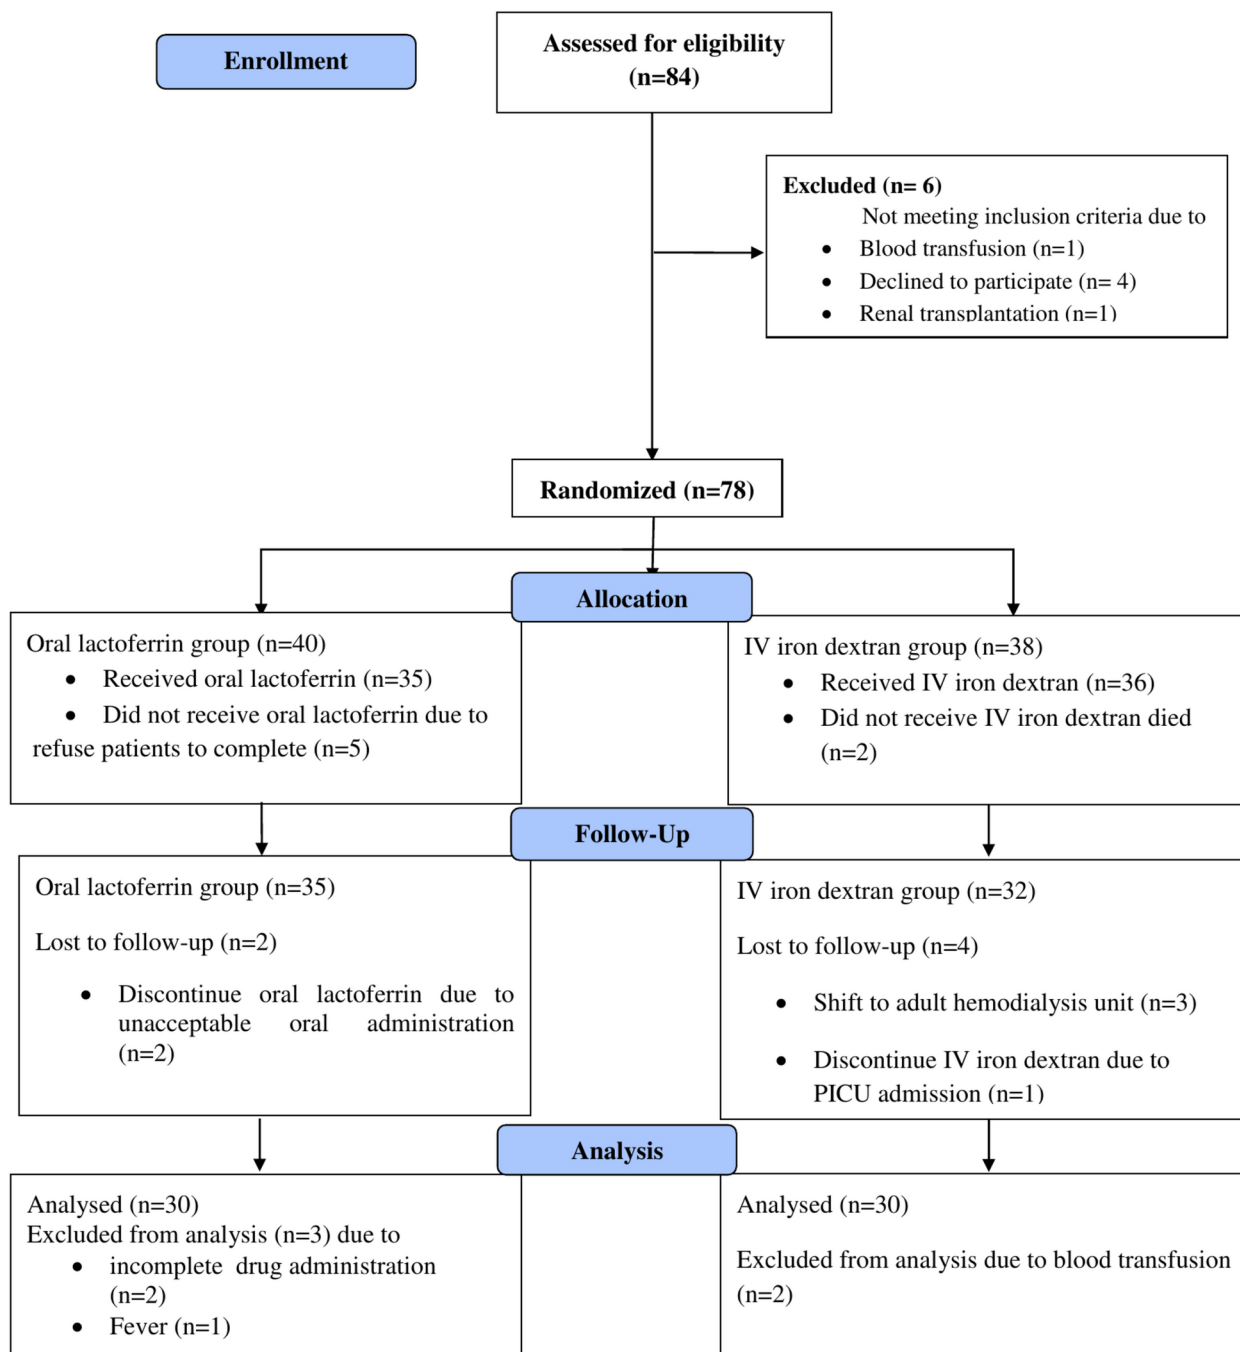 Enrollment
Assessed for eligibility
(n=84)
Excluded (n= 6)
Not meeting inclusion criteria due to
• Blood transfusion (n=1)
• Declined to participate (n= 4)
• Renal transplantation (n=1)
Randomized (n=78)
Allocation
Oral lactoferrin group (n=40)
• Received oral lactoferrin (n=35)
• Did not receive oral lactoferrin due to
refuse patients to complete (n=5)
IV iron dextran group (n=38)
• Received IV iron dextran (n=36)
• Did not receive IV iron dextran died
(n=2)
Follow-Up
Oral lactoferrin group (n=35)
Lost to follow-up (n=2)
• Discontinue oral lactoferrin due to
unacceptable oral administration
(n=2)
IV iron dextran group (n=32)
Lost to follow-up (n=4)
• Shift to adult hemodialysis unit (n=3)
• Discontinue IV iron dextran due to
PICU admission (n=1)
Analysis
Analysed (n=30)
Excluded from analysis (n=3) due to
• incomplete drug administration
(n=2)
• Fever (n=1)
Analysed (n=30)
Excluded from analysis due to blood transfusion
(n=2)